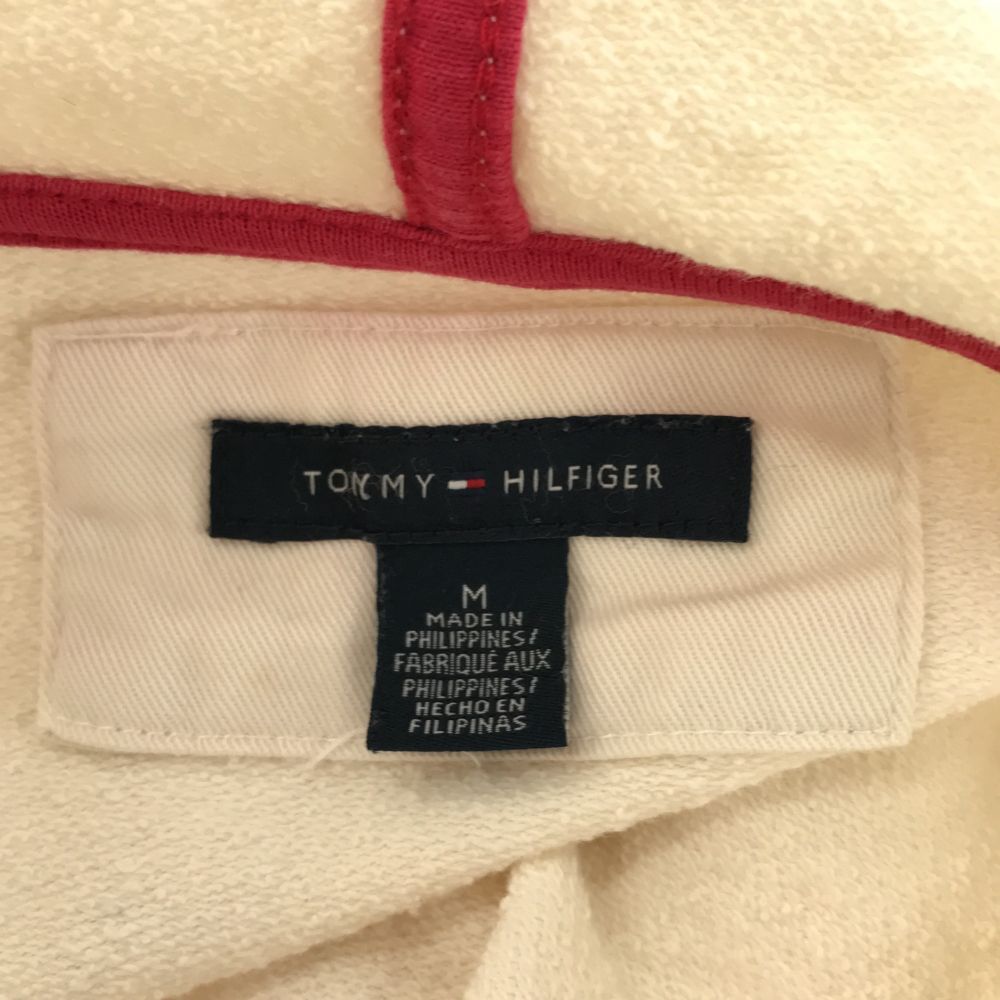 TOMMY HILFIGER
M
MADE IN
PHILIPPINES/
FABRIQUÉ AUX
PHILIPPINES/
HECHO EN
FILIPINAS